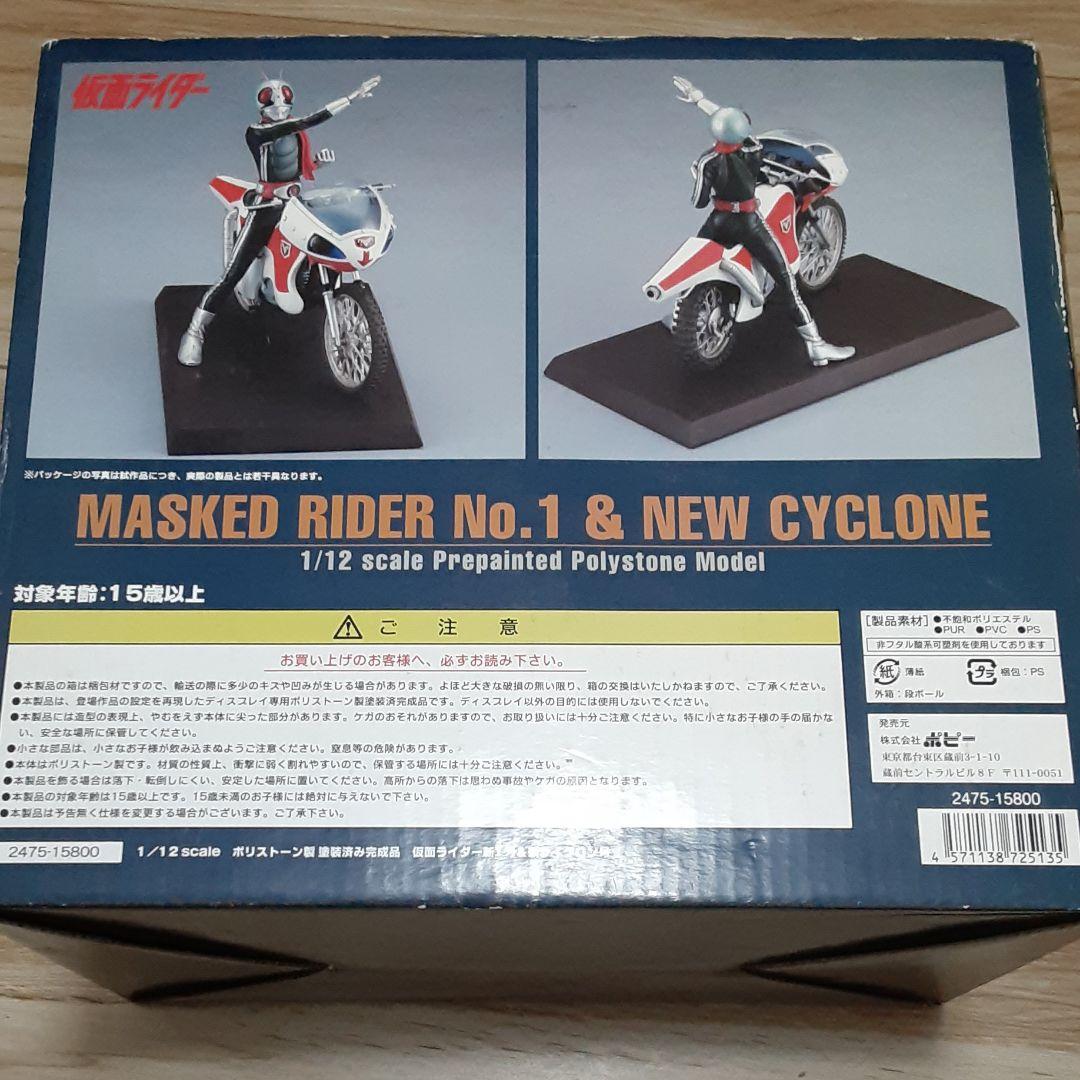 仮面ライダー
※パッケージの写真は試作品につき、実際の製品とは若干異なります。
MASKED RIDER No.1 & NEW CYCLONE
1/12 scale Prepainted Polystone Model
対象年齢:15歳以上
ご 注 意
お買い上げのお客様へ、必ずお読み下さい。
●本製品の箱は梱包材ですので、輸送の際に多少のキズや凹みが生じる場合があります。よほど大きな破損の無い限り、箱の交換はいたしかねますので、ご了承ください。
●本製品は、登場作品の設定を再現したディスプレイ専用ポリストーン製塗装済完成品です。ディスプレイ以外の目的には使用しないでください。
●本製品には造型の表現上、やむをえず本体に尖った部分があります。ケガのおそれがありますので、お取り扱いには十分ご注意ください。特に小さなお子様の手の届かな
い、安全な場所に保管してください。
●小さな部品は、小さなお子様が飲み込まぬようご注意ください。窒息等の危険があります。
●本体はポリストーン製です。材質の性質上、衝撃に弱く割れやすいので、保管する場所には十分ご注意ください。
●本製品を飾る場合は落下・転倒しにくい、安定した場所に置いてください。高所からの落下は思わぬ事故やケガの原因となります。
●本製品の対象年齢は15歳以上です。15歳未満のお子様には絶対に与えないで下さい。
●本製品は予告無く仕様を変更する場合がございます。ご了承下さい。
2475-15800
1/12scale ポリストーン製 塗装済み完成品 仮面ライダー
[製品素材] ●不飽和ポリエステル
●PUR ●PVC ●PS
非フタル酸系可塑剤を使用しております
紙 薄紙 プラ 梱包:PS
外箱:段ボール
発売元
株式会社 ポピー
東京都台東区蔵前3-1-10
蔵前セントラルビル8F 〒111-0051
2475-15800
4 571138 725135